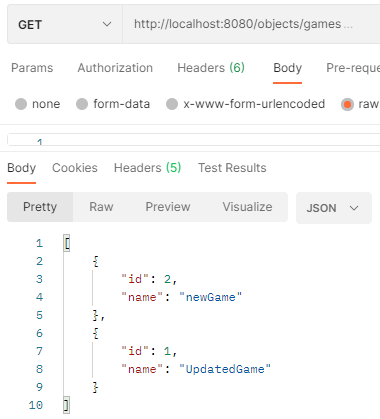 GET http://localhost:8080/objects/games ...
Params Authorization Headers (6) Body Pre-reque
none form-data x-www-form-urlencoded raw
1
Body Cookies Headers (5) Test Results
Pretty Raw Preview Visualize JSON
1 [
2 {
3 "id": 2,
4 "name": "newGame"
5 },
6 {
7 "id": 1,
8 "name": "UpdatedGame"
9 }
10 ]